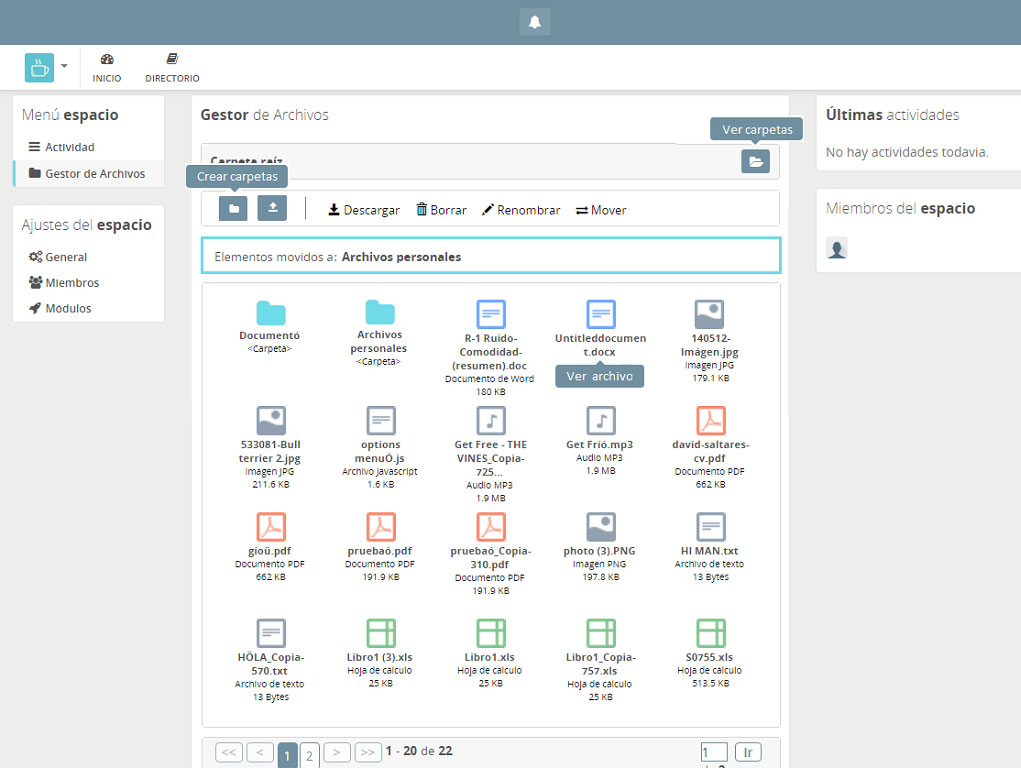 INICIO
DIRECTORIO
Menú espacio
Actividad
Gestor de Archivos
Ajustes del espacio
General
Miembros
Módulos
Gestor de Archivos
Ver carpetas
Carpeta raíz
Crear carpetas
Descargar Borrar Renombrar Mover
Elementos movidos a: Archivos personales
Documentó
<Carpeta>
Archivos
personales
<Carpeta>
R-1 Ruido-
Comodidad-
(resumen).doc
Documento de Word
180 KB
Untitleddocumen
t.docx
Ver archivo
140512-
Imágen.jpg
Imagen JPG
179.1 KB
533081-Bull
terrier 2.jpg
Imagen JPG
211.6 KB
options
menuÖ.js
Archivo Javascript
1.6 KB
Get Free - THE
VINES_Copia-
725...
Audio MP3
1.9 MB
Get Frió.mp3
Audio MP3
1.9 MB
david-saltares-
cv.pdf
Documento PDF
662 KB
gioü.pdf
Documento PDF
662 KB
pruebaó.pdf
Documento PDF
191.9 KB
pruebaó_Copia-
310.pdf
Documento PDF
191.9 KB
photo (3).PNG
Imagen PNG
197.8 KB
HI MAN.txt
Archivo de texto
13 Bytes
HÖLA_Copia-
570.txt
Archivo de texto
13 Bytes
Libro1 (3).xls
Hoja de cálculo
25 KB
Libro1.xls
Hoja de cálculo
25 KB
Libro1_Copia-
757.xls
Hoja de cálculo
25 KB
S0755.xls
Hoja de cálculo
513.5 KB
<< < 1 2 > >> 1 - 20 de 22
1 Ir
Últimas actividades
No hay actividades todavia.
Miembros del espacio